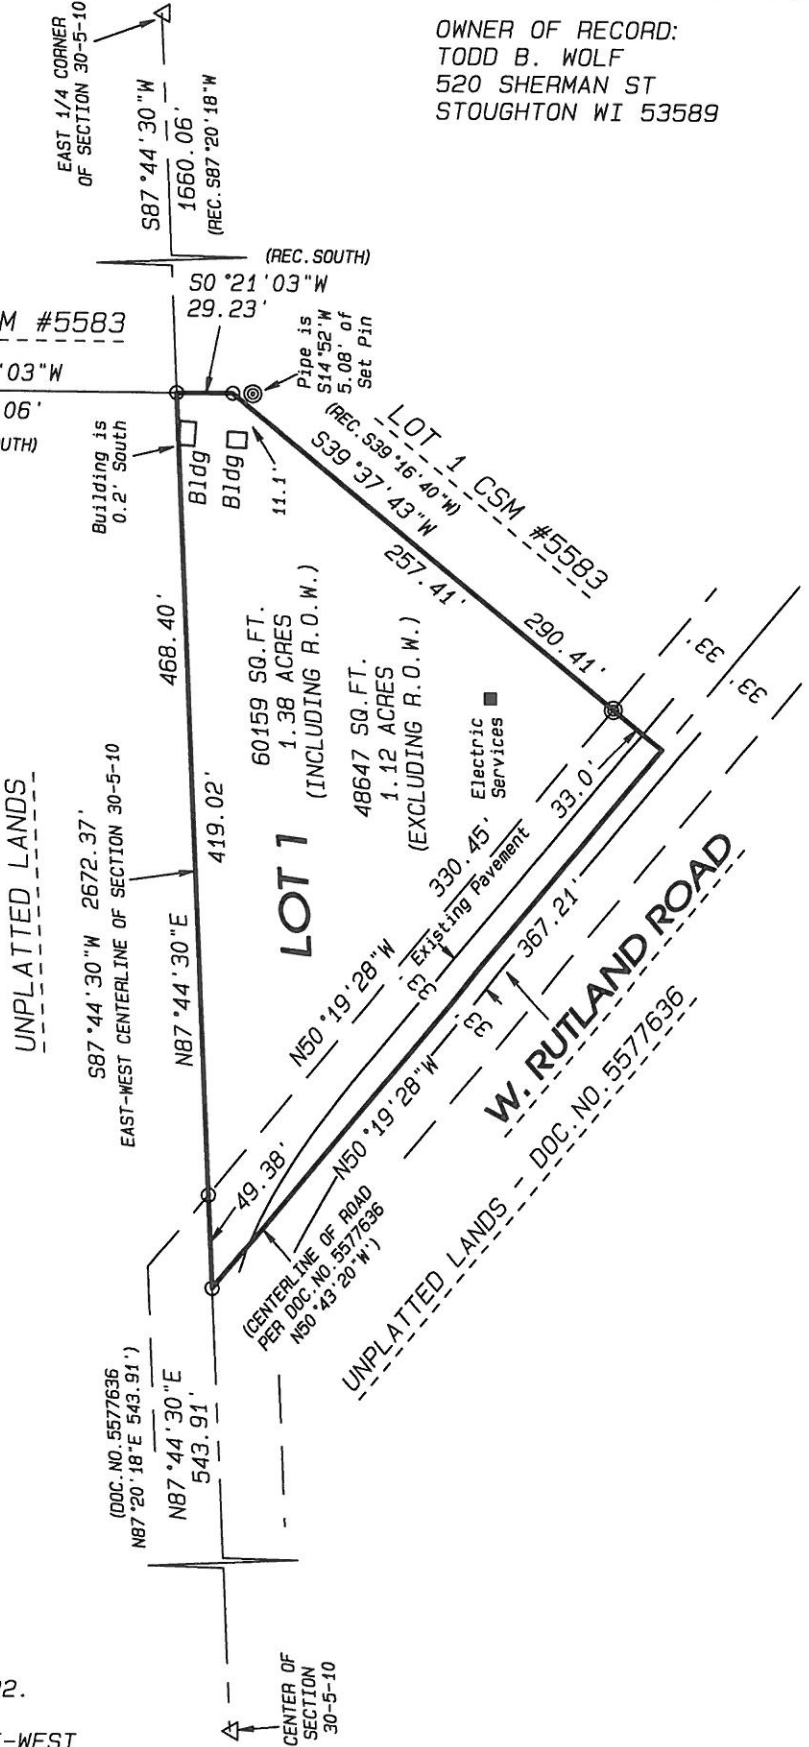 OWNER OF RECORD:
TODD B. WOLF
520 SHERMAN ST
STOUGHTON WI 53589
EAST 1/4 CORNER
OF SECTION 30-5-10
S87°44'30"W
1660.06'
(REC.S87°20'18"W
(REC.SOUTH)
S0°21'03"W
29.23'
M #5583
'03"W
06'
UTH)
Pipe is
S14°52'W
5.08' of
Set Pin
Building is
0.2' South
Bldg
Bldg
11.1'
LOT 1 CSM #5583
(REC.S39°16'40"W)
S39°37'43"W
257.41'
290.41'
468.40'
419.02'
60159 SQ.FT.
1.38 ACRES
(INCLUDING R.O.W.)
48647 SQ.FT.
1.12 ACRES
(EXCLUDING R.O.W.)
Electric
Services
33'
33'
33.0'
LOT 1
UNPLATTED LANDS
S87°44'30"W 2672.37'
EAST-WEST CENTERLINE OF SECTION 30-5-10
N87°44'30"E
N50°19'28"W
330.45'
Existing Pavement
33'
33'
N50°19'28"W
367.21'
W. RUTLAND ROAD
UNPLATTED LANDS - DOC.NO.5577636
49.38'
(CENTERLINE OF ROAD
PER DOC.NO.5577636
N50°43'20"W')
(DOC.NO.5577636
N87°20'18"E 543.91')
N87°44'30"E
543.91'
CENTER OF
SECTION
30-5-10
2.
-WEST